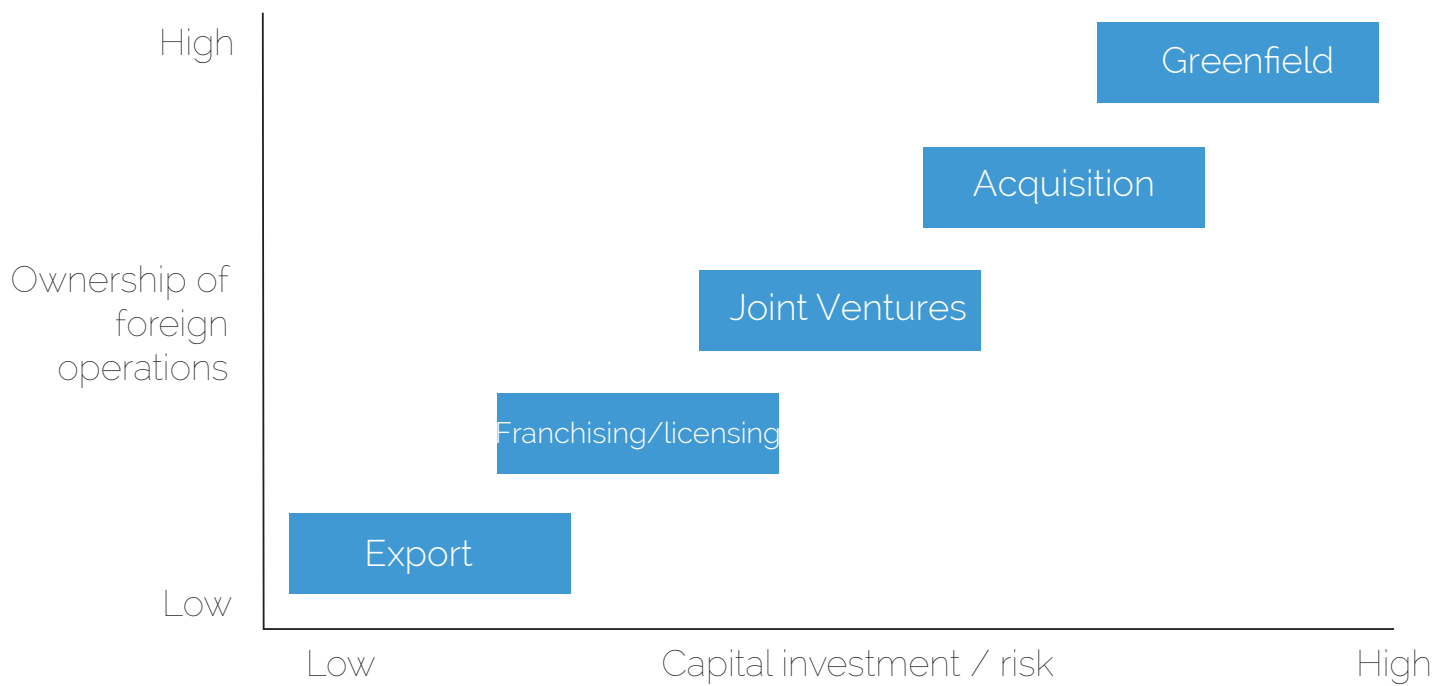 High
Greenfield
Acquisition
Ownership of
foreign
operations
Joint Ventures
Franchising/licensing
Export
Low
Low
Capital investment / risk
High